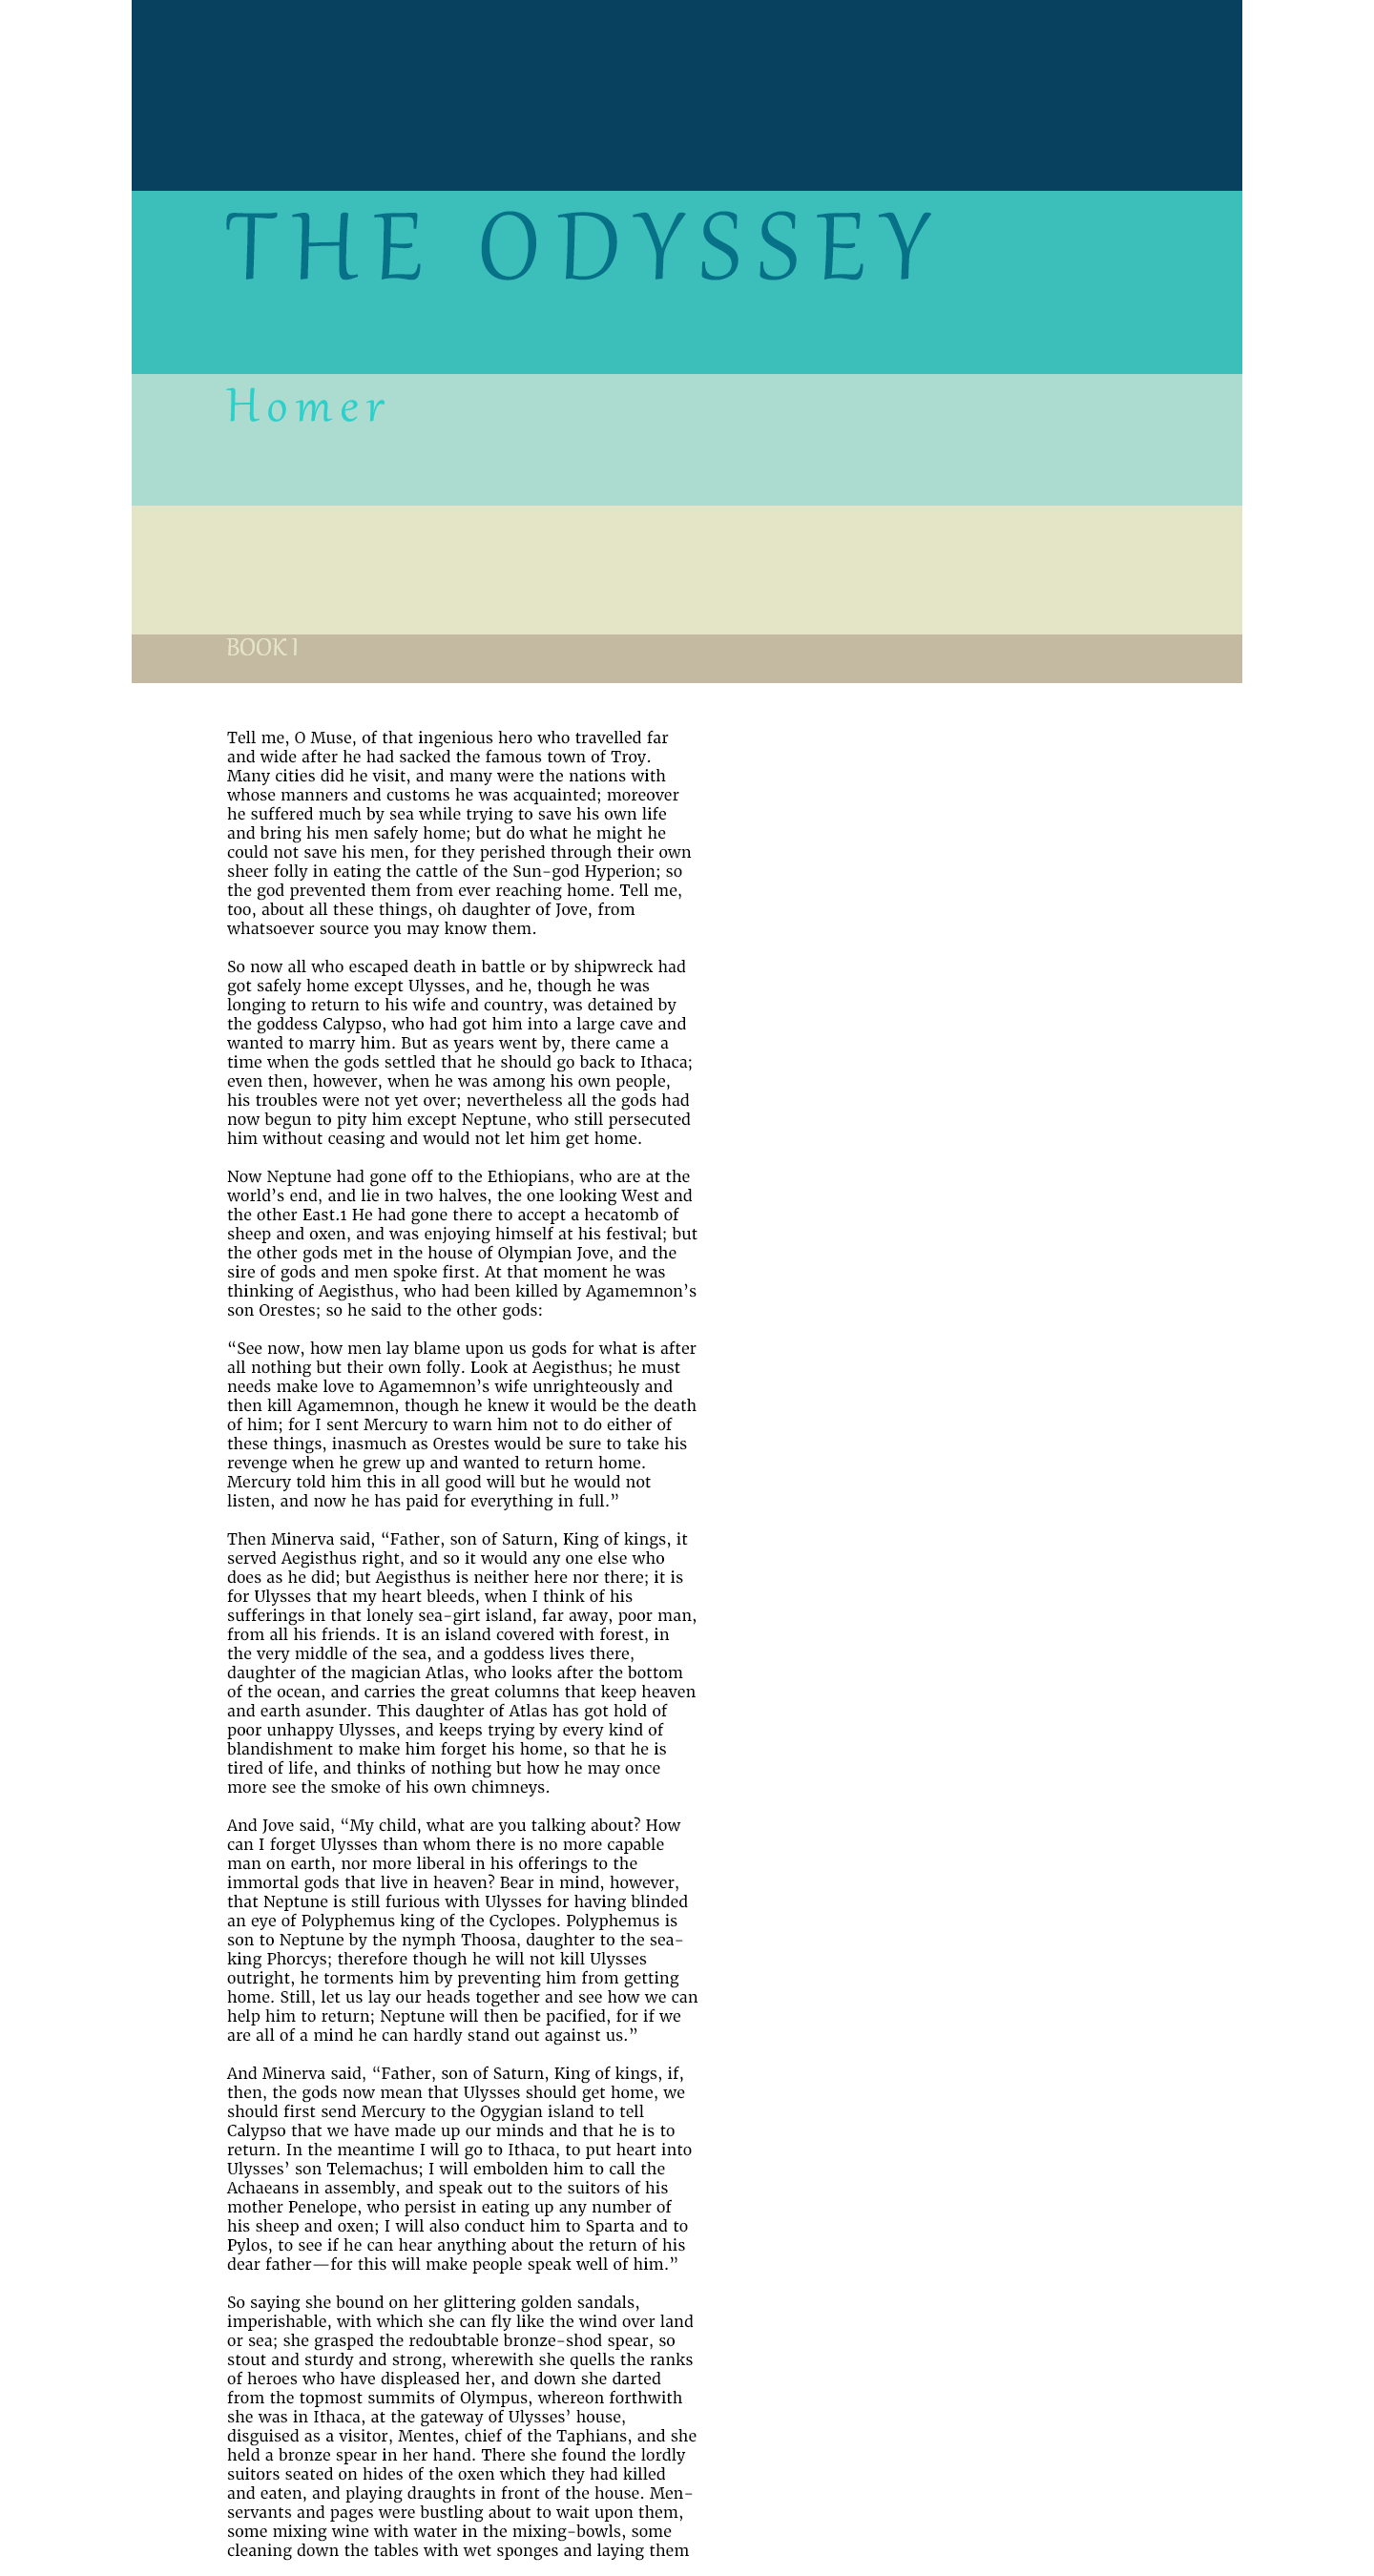 THE ODYSSEY
Homer
BOOK I
Tell me, O Muse, of that ingenious hero who travelled far
and wide after he had sacked the famous town of Troy.
Many cities did he visit, and many were the nations with
whose manners and customs he was acquainted; moreover
he suffered much by sea while trying to save his own life
and bring his men safely home; but do what he might he
could not save his men, for they perished through their own
sheer folly in eating the cattle of the Sun-god Hyperion; so
the god prevented them from ever reaching home. Tell me,
too, about all these things, oh daughter of Jove, from
whatsoever source you may know them.
So now all who escaped death in battle or by shipwreck had
got safely home except Ulysses, and he, though he was
longing to return to his wife and country, was detained by
the goddess Calypso, who had got him into a large cave and
wanted to marry him. But as years went by, there came a
time when the gods settled that he should go back to Ithaca;
even then, however, when he was among his own people,
his troubles were not yet over; nevertheless all the gods had
now begun to pity him except Neptune, who still persecuted
him without ceasing and would not let him get home.
Now Neptune had gone off to the Ethiopians, who are at the
world’s end, and lie in two halves, the one looking West and
the other East.1 He had gone there to accept a hecatomb of
sheep and oxen, and was enjoying himself at his festival; but
the other gods met in the house of Olympian Jove, and the
sire of gods and men spoke first. At that moment he was
thinking of Aegisthus, who had been killed by Agamemnon’s
son Orestes; so he said to the other gods:
“See now, how men lay blame upon us gods for what is after
all nothing but their own folly. Look at Aegisthus; he must
needs make love to Agamemnon’s wife unrighteously and
then kill Agamemnon, though he knew it would be the death
of him; for I sent Mercury to warn him not to do either of
these things, inasmuch as Orestes would be sure to take his
revenge when he grew up and wanted to return home.
Mercury told him this in all good will but he would not
listen, and now he has paid for everything in full.”
Then Minerva said, “Father, son of Saturn, King of kings, it
served Aegisthus right, and so it would any one else who
does as he did; but Aegisthus is neither here nor there; it is
for Ulysses that my heart bleeds, when I think of his
sufferings in that lonely sea-girt island, far away, poor man,
from all his friends. It is an island covered with forest, in
the very middle of the sea, and a goddess lives there,
daughter of the magician Atlas, who looks after the bottom
of the ocean, and carries the great columns that keep heaven
and earth asunder. This daughter of Atlas has got hold of
poor unhappy Ulysses, and keeps trying by every kind of
blandishment to make him forget his home, so that he is
tired of life, and thinks of nothing but how he may once
more see the smoke of his own chimneys.
And Jove said, “My child, what are you talking about? How
can I forget Ulysses than whom there is no more capable
man on earth, nor more liberal in his offerings to the
immortal gods that live in heaven? Bear in mind, however,
that Neptune is still furious with Ulysses for having blinded
an eye of Polyphemus king of the Cyclopes. Polyphemus is
son to Neptune by the nymph Thoosa, daughter to the sea-
king Phorcys; therefore though he will not kill Ulysses
outright, he torments him by preventing him from getting
home. Still, let us lay our heads together and see how we can
help him to return; Neptune will then be pacified, for if we
are all of a mind he can hardly stand out against us.”
And Minerva said, “Father, son of Saturn, King of kings, if,
then, the gods now mean that Ulysses should get home, we
should first send Mercury to the Ogygian island to tell
Calypso that we have made up our minds and that he is to
return. In the meantime I will go to Ithaca, to put heart into
Ulysses’ son Telemachus; I will embolden him to call the
Achaeans in assembly, and speak out to the suitors of his
mother Penelope, who persist in eating up any number of
his sheep and oxen; I will also conduct him to Sparta and to
Pylos, to see if he can hear anything about the return of his
dear father—for this will make people speak well of him.”
So saying she bound on her glittering golden sandals,
imperishable, with which she can fly like the wind over land
or sea; she grasped the redoubtable bronze-shod spear, so
stout and sturdy and strong, wherewith she quells the ranks
of heroes who have displeased her, and down she darted
from the topmost summits of Olympus, whereon forthwith
she was in Ithaca, at the gateway of Ulysses’ house,
disguised as a visitor, Mentes, chief of the Taphians, and she
held a bronze spear in her hand. There she found the lordly
suitors seated on hides of the oxen which they had killed
and eaten, and playing draughts in front of the house. Men-
servants and pages were bustling about to wait upon them,
some mixing wine with water in the mixing-bowls, some
cleaning down the tables with wet sponges and laying them